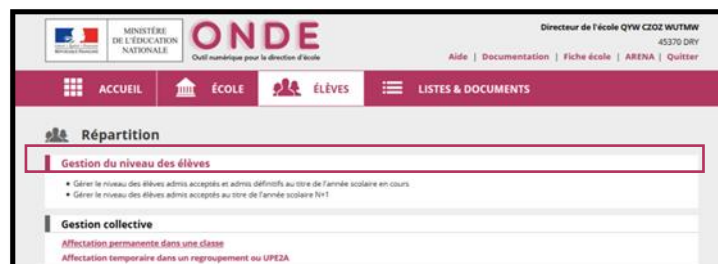 MINISTÈRE
DE L'ÉDUCATION
NATIONALE
ONDE
Outil numérique pour la direction d'école
Directeur de l'école QYW CZOZ WUTMW
45370 DRY
Aide | Documentation | Fiche école | ARENA | Quitter
ACCUEIL ÉCOLE ÉLÈVES LISTES & DOCUMENTS
Répartition
Gestion du niveau des élèves
• Gérer le niveau des élèves admis acceptés et admis définitifs au titre de l'année scolaire en cours
• Gérer le niveau des élèves admis acceptés au titre de l'année scolaire N+1
Gestion collective
Affectation permanente dans une classe
Affectation temporaire dans un regroupement ou UPE2A